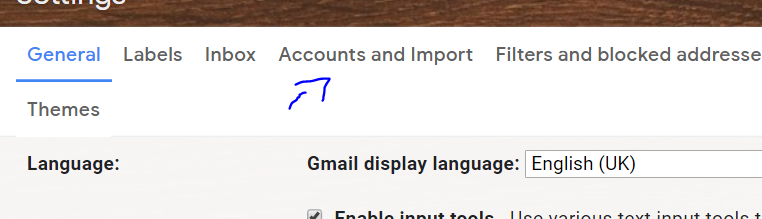 Settings
General Labels Inbox Accounts and Import Filters and blocked addresse
Themes
Language: Gmail display language: English (UK)
Enable input tools - Use various text input tools t